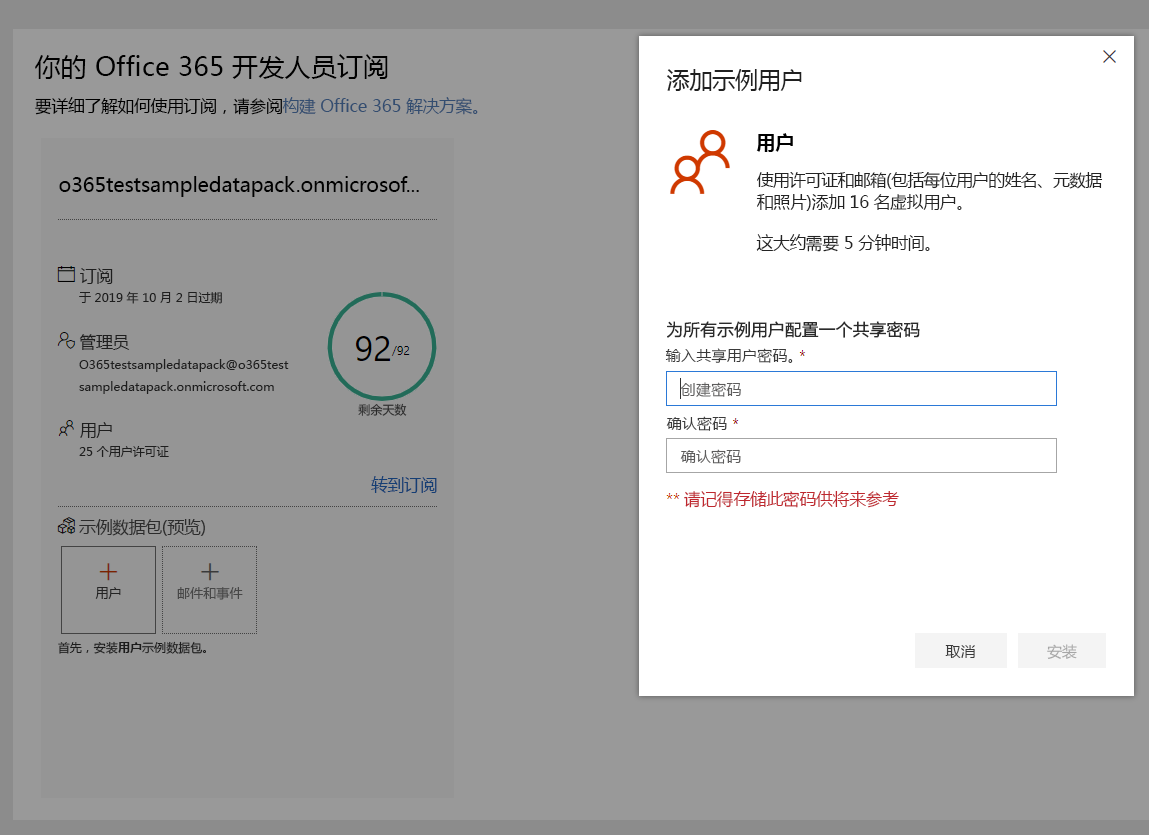 你的 Office 365 开发人员订阅
要详细了解如何使用订阅，请参阅构建 Office 365 解决方案。
o365testsampledatapack.onmicrosof...
订阅
于 2019 年 10 月 2 日过期
管理员
O365testsampledatapack@o365test
sampledatapack.onmicrosoft.com
92/92
剩余天数
用户
25 个用户许可证
转到订阅
示例数据包(预览)
+ +
用户 邮件和事件
首先，安装用户示例数据包。
添加示例用户
用户
使用许可证和邮箱(包括每位用户的姓名、元数据
和照片)添加 16 名虚拟用户。
这大约需要 5 分钟时间。
为所有示例用户配置一个共享密码
输入共享用户密码。*
创建密码
确认密码 *
确认密码
** 请记得存储此密码供将来参考
取消 安装